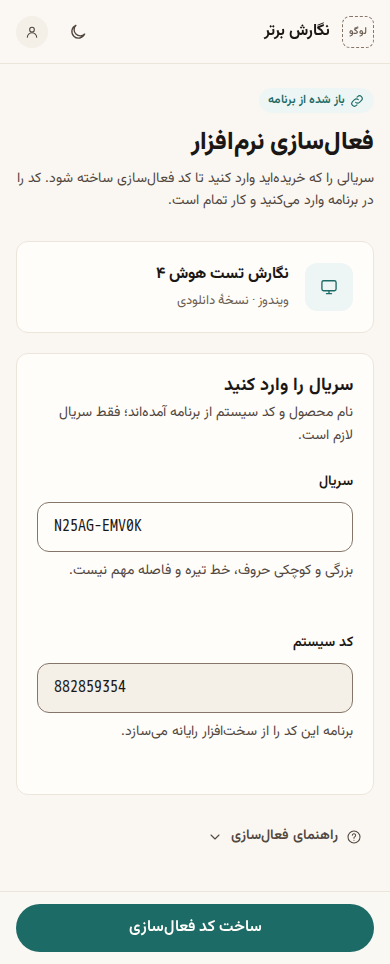 لوگو
نگارش برتر
باز شده از برنامه
فعال‌سازی نرم‌افزار
سریالی را که خریده‌اید وارد کنید تا کد فعال‌سازی ساخته شود. کد را
در برنامه وارد می‌کنید و کار تمام است.
نگارش تست هوش ۴
ویندوز · نسخهٔ دانلودی
سریال را وارد کنید
نام محصول و کد سیستم از برنامه آمده‌اند؛ فقط سریال
لازم است.
سریال
N25AG-EMV0K
بزرگی و کوچکی حروف، خط تیره و فاصله مهم نیست.
کد سیستم
882859354
برنامه این کد را از سخت‌افزار رایانه می‌سازد.
راهنمای فعال‌سازی
ساخت کد فعال‌سازی